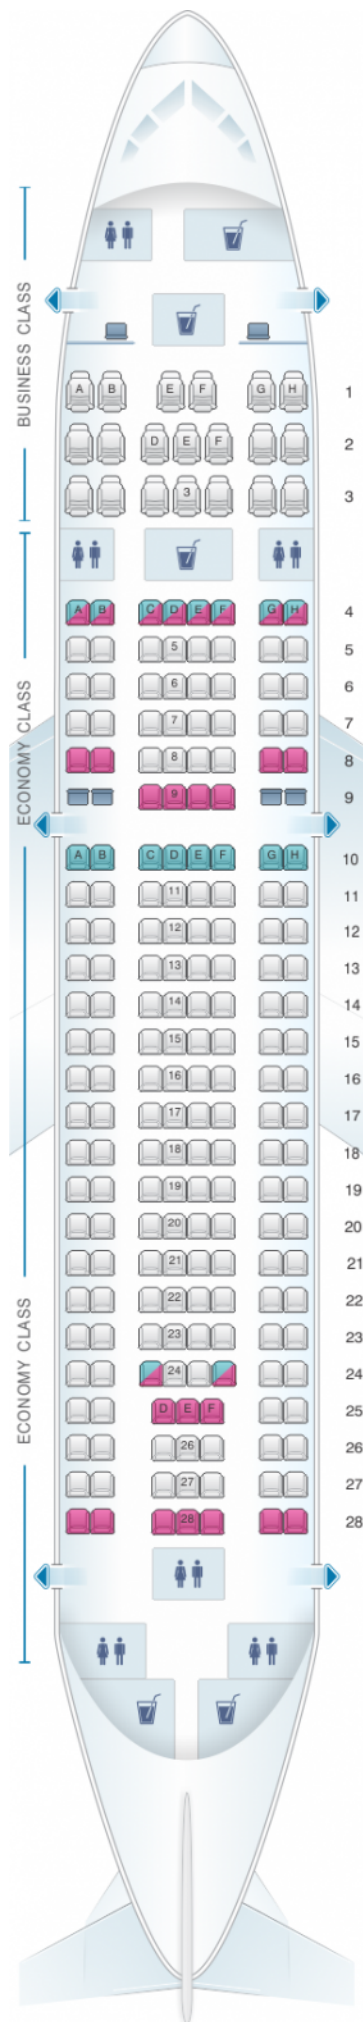 BUSINESS CLASS
A B E F G H 1
D E F 2
3 3
ECONOMY CLASS
A B C D E F G H 4
5 5
6 6
7 7
8 8
9 9
A B C D E F G H 10
11 11
12 12
13 13
14 14
15 15
16 16
17 17
18 18
19 19
20 20
21 21
22 22
23 23
ECONOMY CLASS
24 24
D E F 25
26 26
27 27
28 28